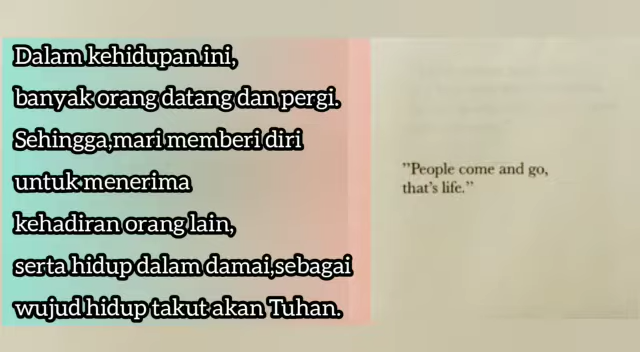 Dalam kehidupan ini,
banyak orang datang dan pergi.
Sehingga,mari memberi diri
untuk menerima
kehadiran orang lain,
serta hidup dalam damai,sebagai
wujud hidup takut akan Tuhan.
"People come and go,
that's life."